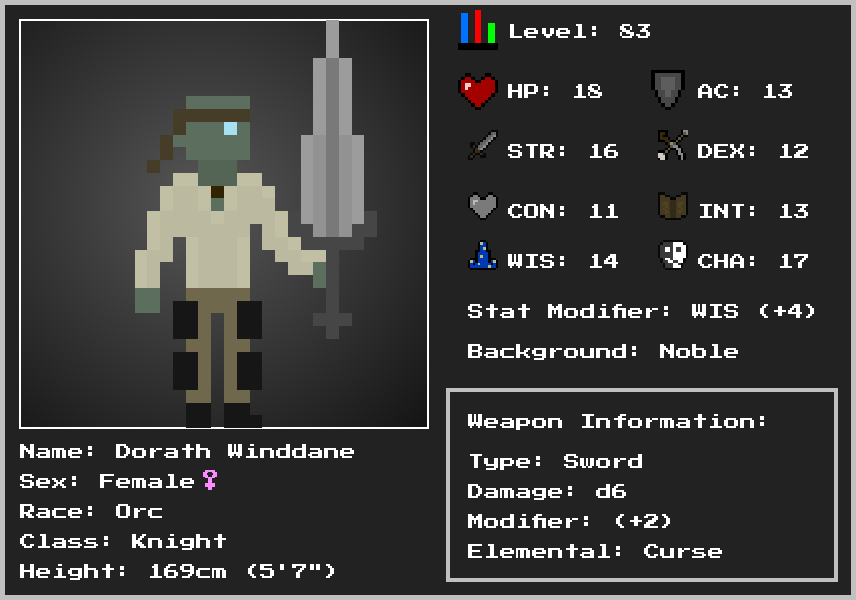 Level: 83
HP: 18 AC: 13
STR: 16 DEX: 12
CON: 11 INT: 13
WIS: 14 CHA: 17
Stat Modifier: WIS (+4)
Background: Noble
Weapon Information:
Type: Sword
Damage: d6
Modifier: (+2)
Elemental: Curse
Name: Dorath Winddane
Sex: Female♀
Race: Orc
Class: Knight
Height: 169cm (5'7")